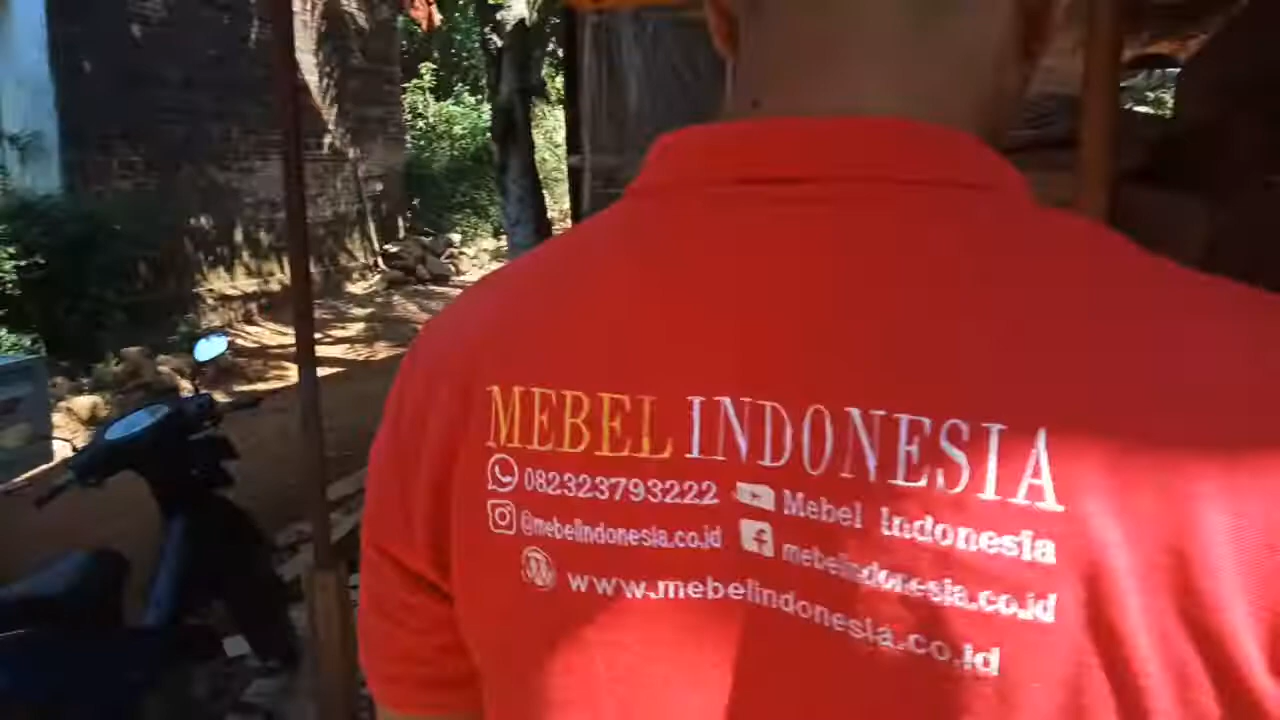 MEBEL INDONESIA
082323793222 Mebel Indonesia
@mebelindonesia.co.id mebelindonesia.co.id
www.mebelindonesia.co.id